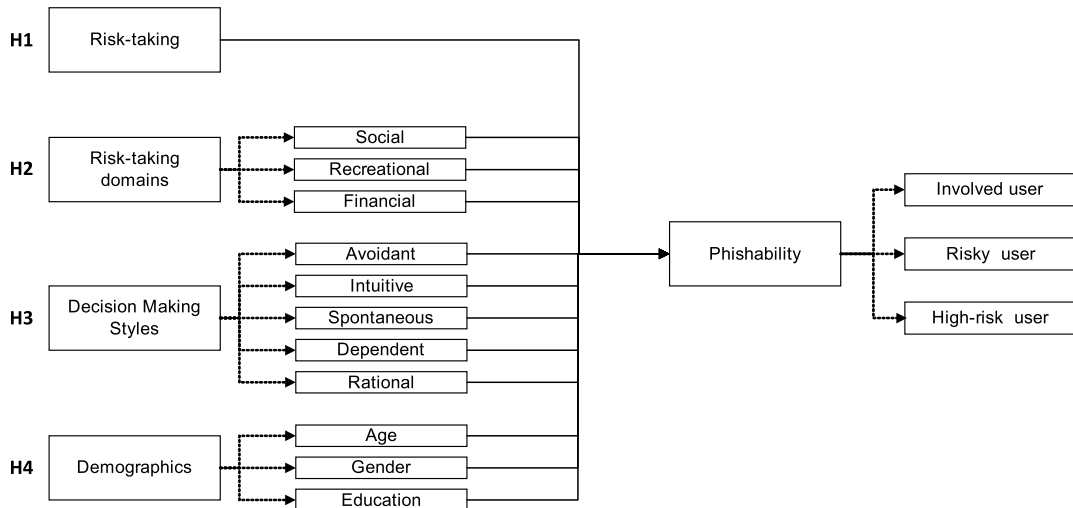 H1
Risk-taking
H2
Risk-taking
domains
Social
Recreational
Financial
H3
Decision Making
Styles
Avoidant
Intuitive
Spontaneous
Dependent
Rational
H4
Demographics
Age
Gender
Education
Phishability
Involved user
Risky user
High-risk user